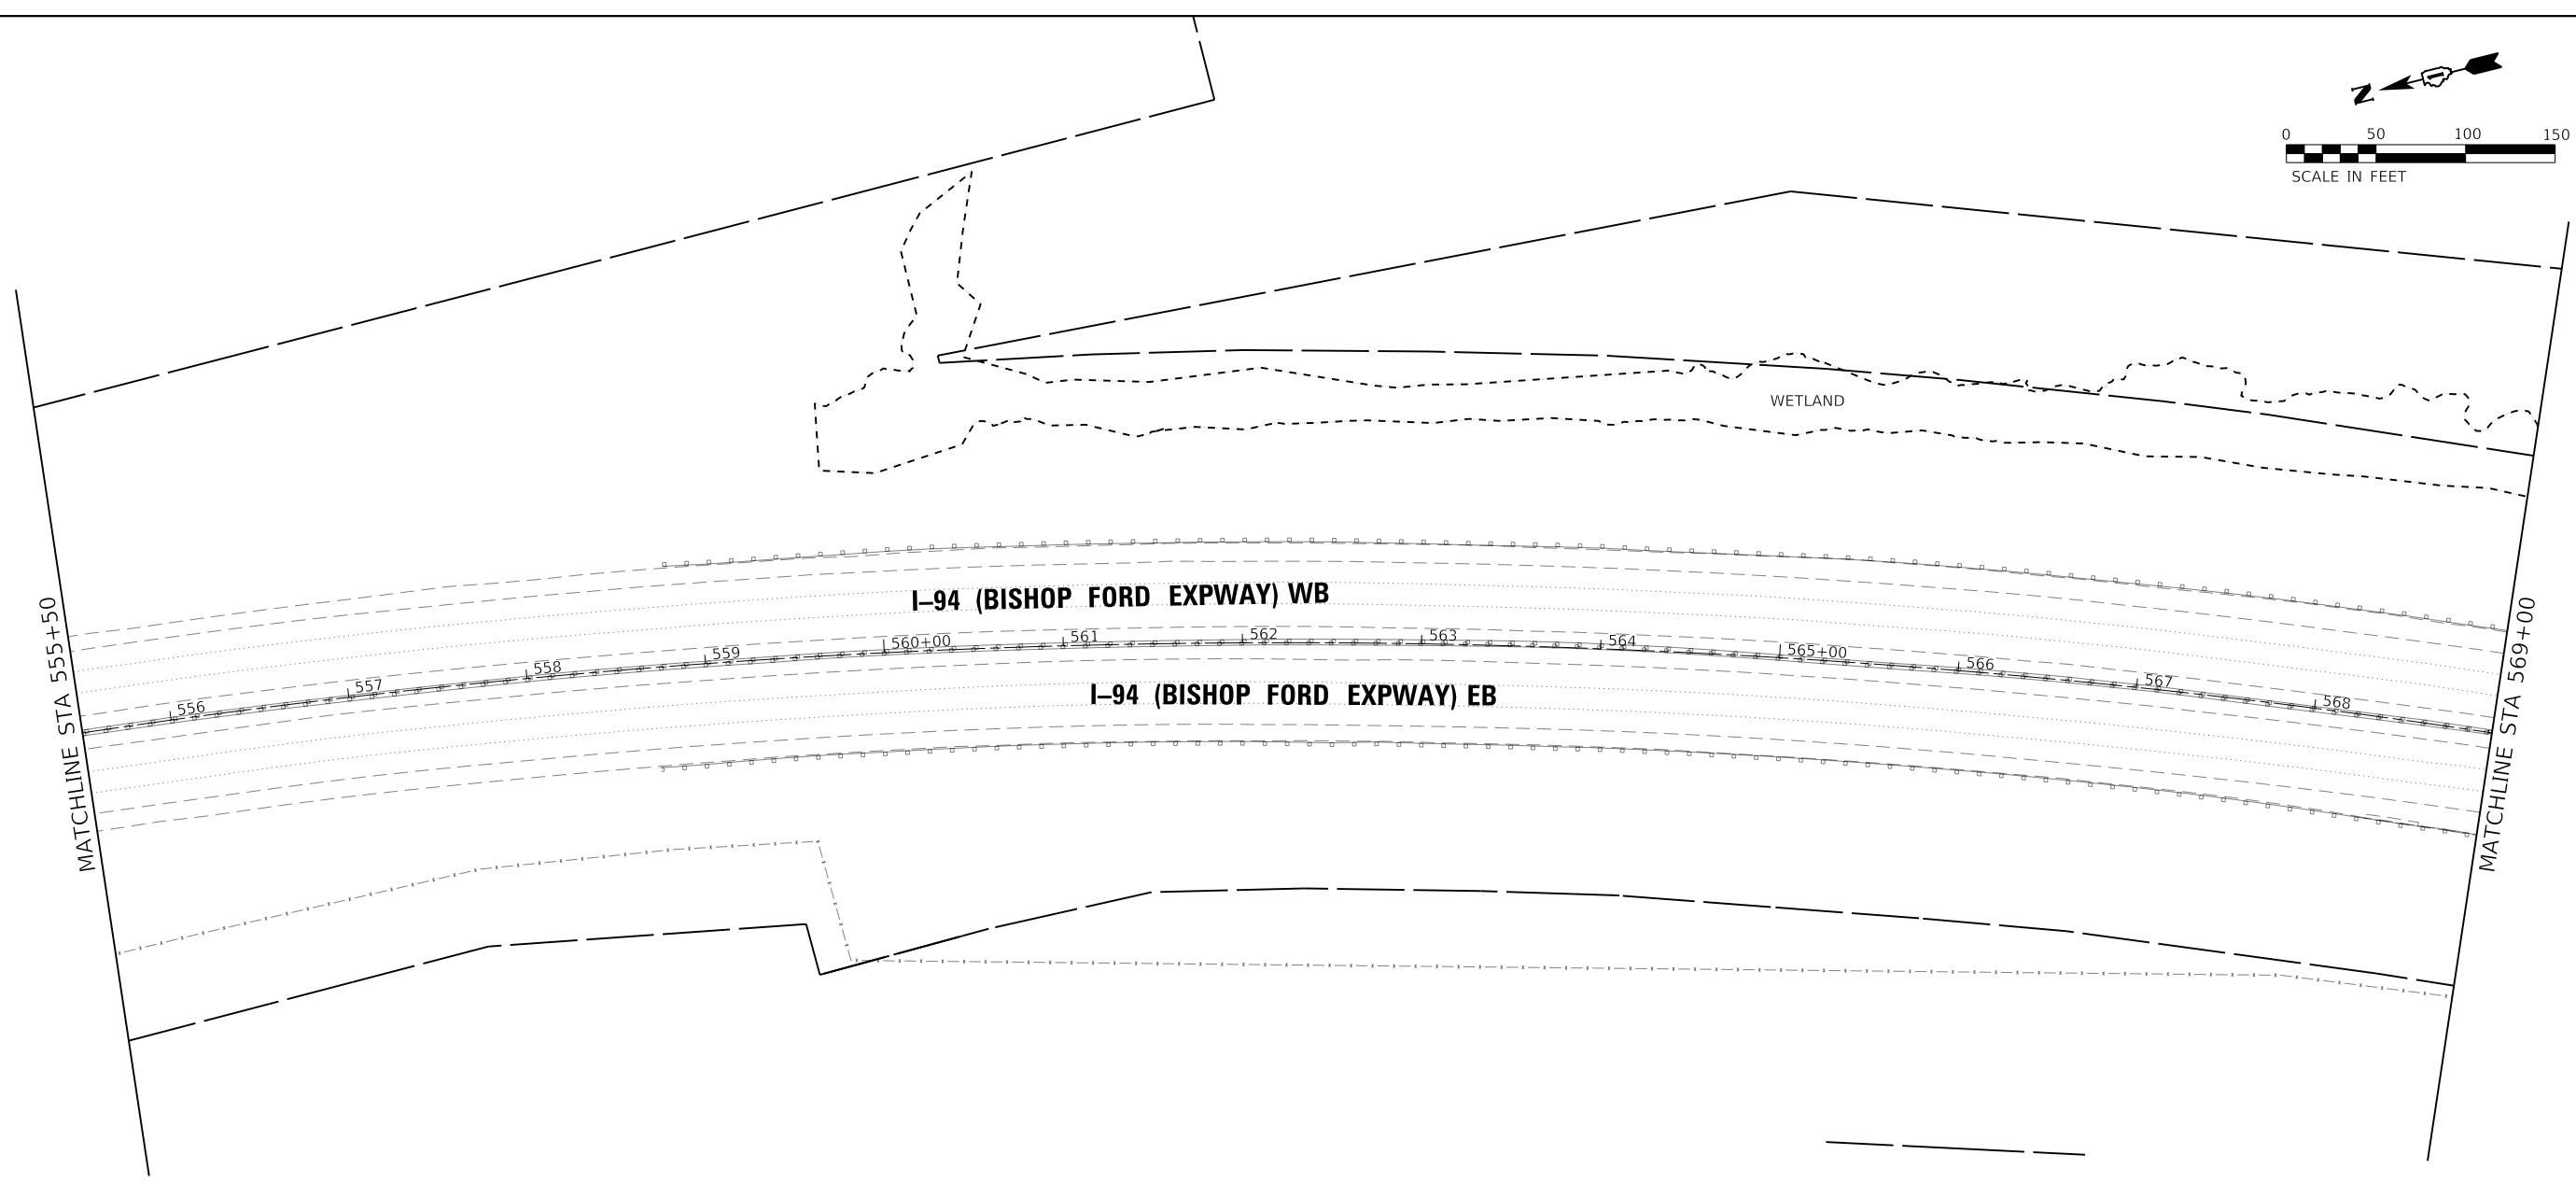 N
0 50 100 150
SCALE IN FEET
WETLAND
I–94 (BISHOP FORD EXPWAY) WB
556 557 558 559 560+00 561 562 563 564 565+00 566 567 568
I–94 (BISHOP FORD EXPWAY) EB
MATCHLINE STA 555+50
MATCHLINE STA 569+00